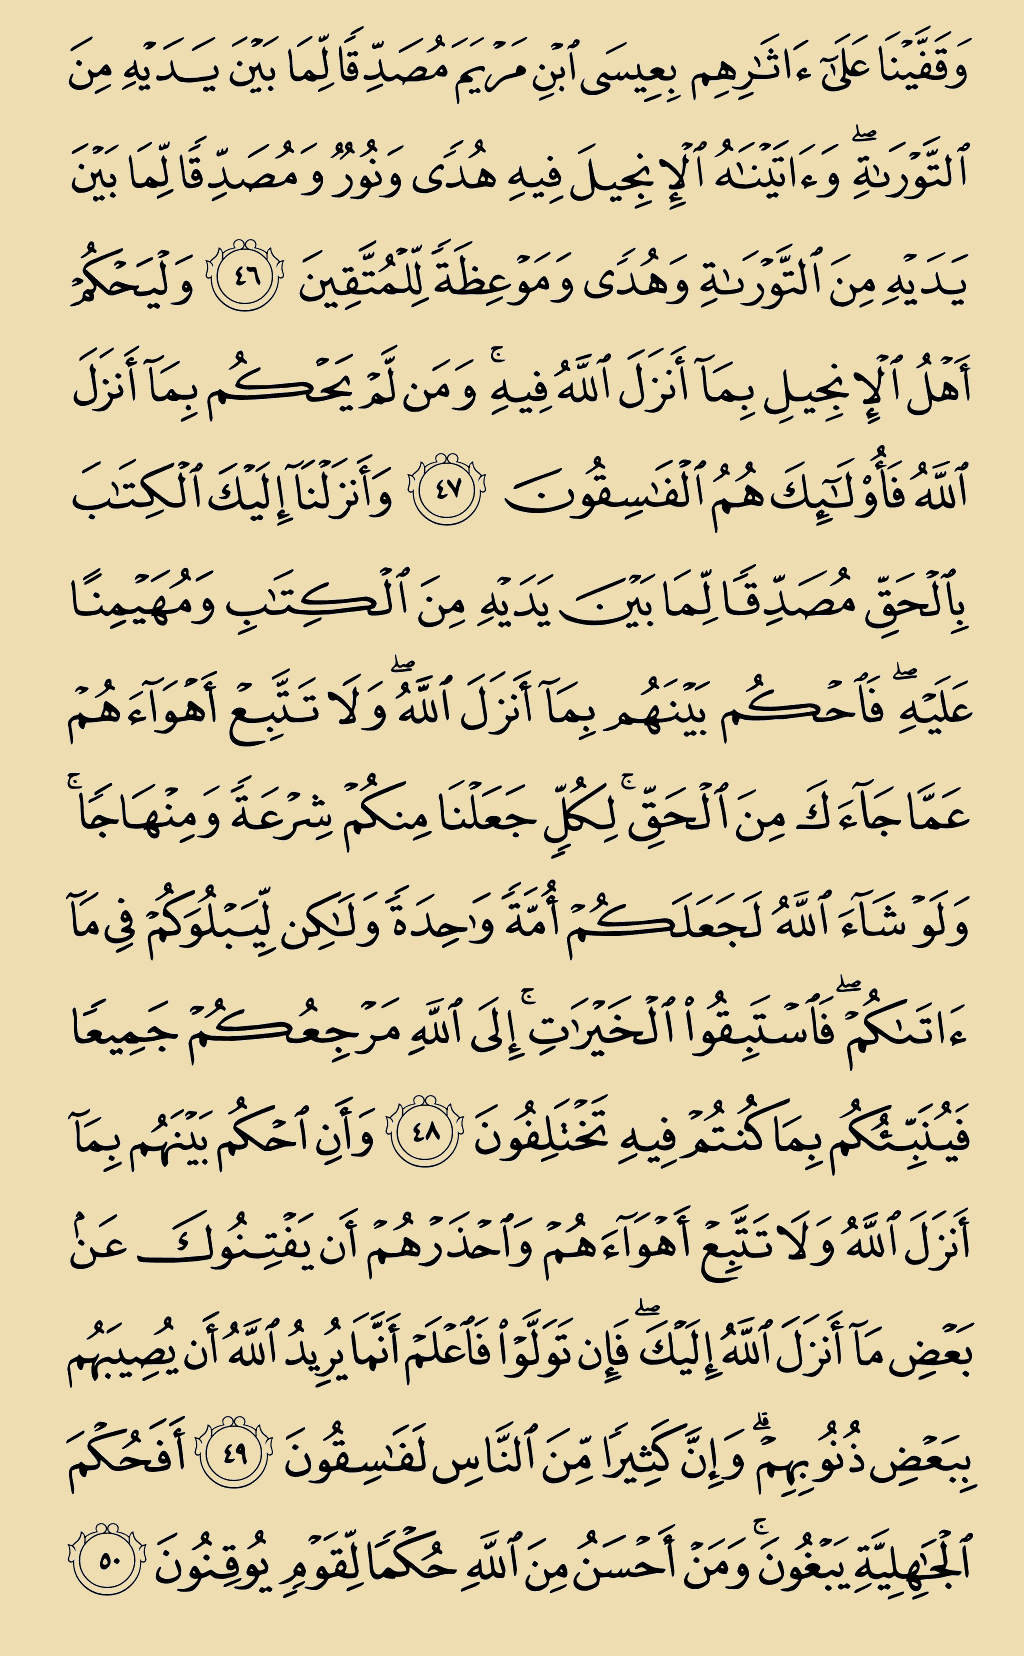 وَقَفَّيْنَا عَلَىٰٓ ءَاثَـٰرِهِم بِعِيسَى ٱبْنِ مَرْيَمَ مُصَدِّقًا لِّمَا بَيْنَ يَدَيْهِ مِنَ
ٱلتَّوْرَىٰةِ ۖ وَءَاتَيْنَـٰهُ ٱلْإِنجِيلَ فِيهِ هُدًى وَنُورٌ وَمُصَدِّقًا لِّمَا بَيْنَ
يَدَيْهِ مِنَ ٱلتَّوْرَىٰةِ وَهُدًى وَمَوْعِظَةً لِّلْمُتَّقِينَ ٤٦ وَلْيَحْكُمْ
أَهْلُ ٱلْإِنجِيلِ بِمَآ أَنزَلَ ٱللَّهُ فِيهِ ۚ وَمَن لَّمْ يَحْكُم بِمَآ أَنزَلَ
ٱللَّهُ فَأُو۟لَـٰٓئِكَ هُمُ ٱلْفَـٰسِقُونَ ٤٧ وَأَنزَلْنَآ إِلَيْكَ ٱلْكِتَـٰبَ
بِٱلْحَقِّ مُصَدِّقًا لِّمَا بَيْنَ يَدَيْهِ مِنَ ٱلْكِتَـٰبِ وَمُهَيْمِنًا
عَلَيْهِ ۖ فَٱحْكُم بَيْنَهُم بِمَآ أَنزَلَ ٱللَّهُ ۖ وَلَا تَتَّبِعْ أَهْوَآءَهُمْ
عَمَّا جَآءَكَ مِنَ ٱلْحَقِّ ۚ لِكُلٍّ جَعَلْنَا مِنكُمْ شِرْعَةً وَمِنْهَاجًا ۚ
وَلَوْ شَآءَ ٱللَّهُ لَجَعَلَكُمْ أُمَّةً وَٰحِدَةً وَلَـٰكِن لِّيَبْلُوَكُمْ فِى مَآ
ءَاتَىٰكُمْ ۖ فَٱسْتَبِقُوا۟ ٱلْخَيْرَٰتِ ۚ إِلَى ٱللَّهِ مَرْجِعُكُمْ جَمِيعًا
فَيُنَبِّئُكُم بِمَا كُنتُمْ فِيهِ تَخْتَلِفُونَ ٤٨ وَأَنِ ٱحْكُم بَيْنَهُم بِمَآ
أَنزَلَ ٱللَّهُ وَلَا تَتَّبِعْ أَهْوَآءَهُمْ وَٱحْذَرْهُمْ أَن يَفْتِنُوكَ عَنۢ
بَعْضِ مَآ أَنزَلَ ٱللَّهُ إِلَيْكَ ۖ فَإِن تَوَلَّوْا۟ فَٱعْلَمْ أَنَّمَا يُرِيدُ ٱللَّهُ أَن يُصِيبَهُم
بِبَعْضِ ذُنُوبِهِمْ ۗ وَإِنَّ كَثِيرًا مِّنَ ٱلنَّاسِ لَفَـٰسِقُونَ ٤٩ أَفَحُكْمَ
ٱلْجَـٰهِلِيَّةِ يَبْغُونَ ۚ وَمَنْ أَحْسَنُ مِنَ ٱللَّهِ حُكْمًا لِّقَوْمٍ يُوقِنُونَ ٥٠